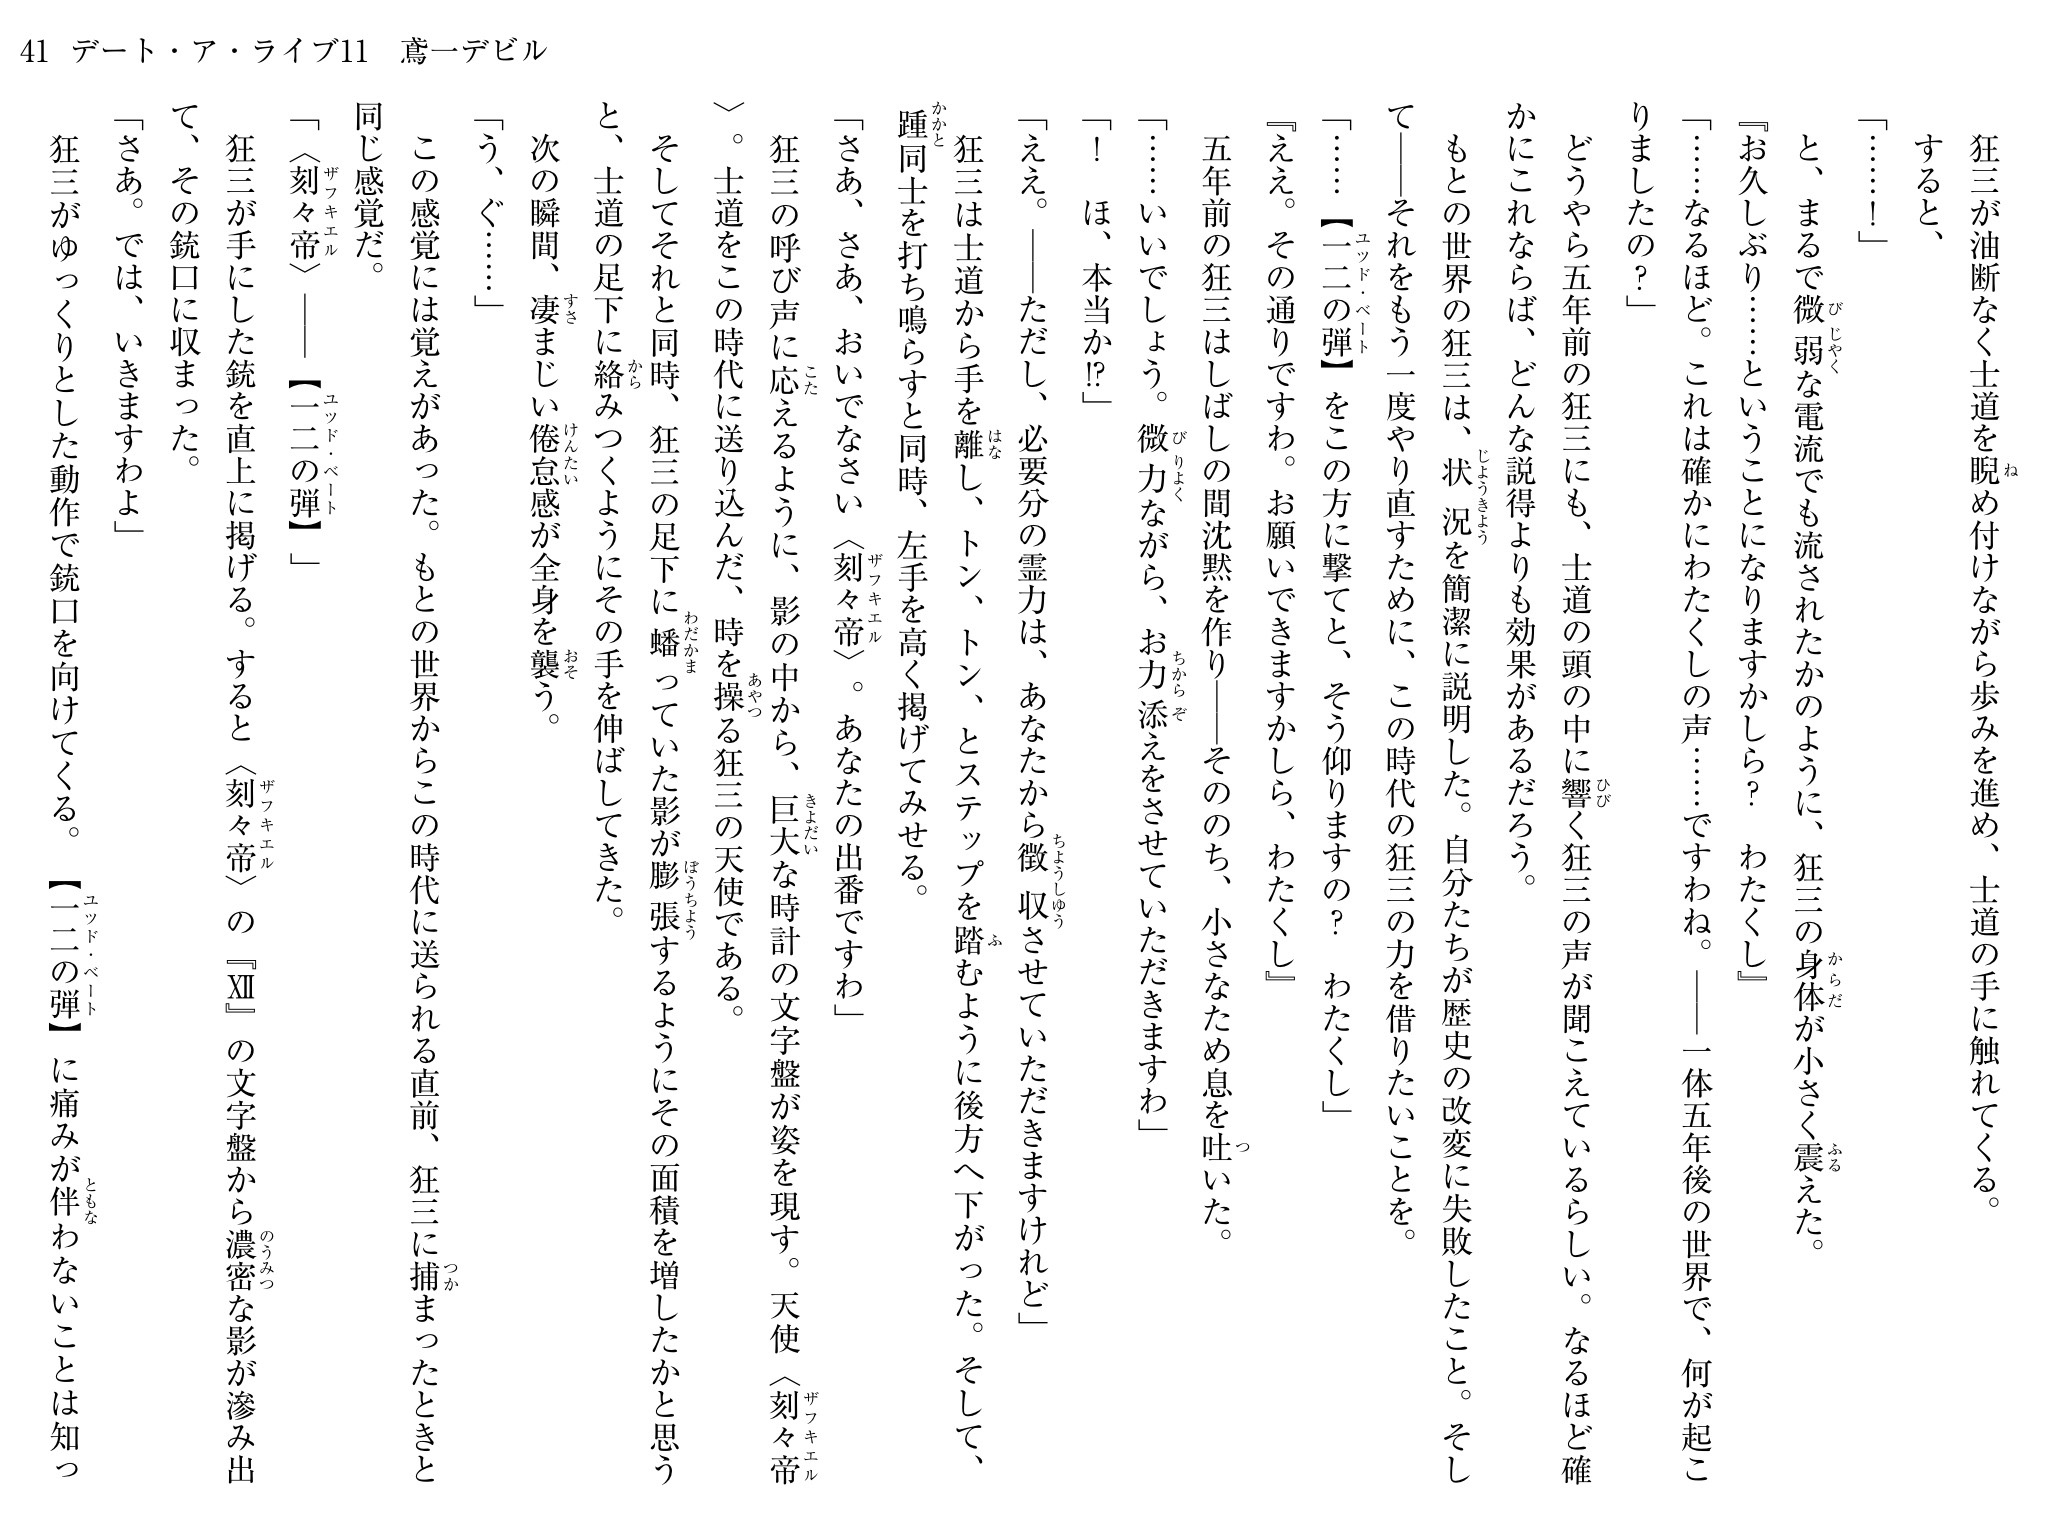 41 デート・ア・ライブ11　鳶一デビル
　狂三が油断なく士道を睨め付けながら歩みを進め、士道の手に触れてくる。
　すると、
「……！」
　と、まるで微弱な電流でも流されたかのように、狂三の身体が小さく震えた。
『お久しぶり……ということになりますかしら？　わたくし』
「……なるほど。これは確かにわたくしの声……ですわね。――一体五年後の世界で、何が起こ
りましたの？」
　どうやら五年前の狂三にも、士道の頭の中に響く狂三の声が聞こえているらしい。なるほど確
かにこれならば、どんな説得よりも効果があるだろう。
　もとの世界の狂三は、状況を簡潔に説明した。自分たちが歴史の改変に失敗したこと。そし
て――それをもう一度やり直すために、この時代の狂三の力を借りたいことを。
「……【一二の弾】をこの方に撃てと、そう仰りますの？　わたくし」
『ええ。その通りですわ。お願いできますかしら、わたくし』
　五年前の狂三はしばしの間沈黙を作り――そののち、小さなため息を吐いた。
「……いいでしょう。微力ながら、お力添えをさせていただきますわ」
「！　ほ、本当か⁉」
「ええ。――ただし、必要分の霊力は、あなたから徴収させていただきますけれど」
　狂三は士道から手を離し、トン、トン、とステップを踏むように後方へ下がった。そして、
踵同士を打ち鳴らすと同時、左手を高く掲げてみせる。
「さあ、さあ、おいでなさい〈刻々帝〉。あなたの出番ですわ」
　狂三の呼び声に応えるように、影の中から、巨大な時計の文字盤が姿を現す。天使〈刻々帝
〉。士道をこの時代に送り込んだ、時を操る狂三の天使である。
　そしてそれと同時、狂三の足下に蟠っていた影が膨張するようにその面積を増したかと思う
と、士道の足下に絡みつくようにその手を伸ばしてきた。
　次の瞬間、凄まじい倦怠感が全身を襲う。
「う、ぐ……」
　この感覚には覚えがあった。もとの世界からこの時代に送られる直前、狂三に捕まったときと
同じ感覚だ。
「〈刻々帝〉――【一二の弾】」
　狂三が手にした銃を直上に掲げる。すると〈刻々帝〉の『Ⅻ』の文字盤から濃密な影が滲み出
て、その銃口に収まった。
「さあ。では、いきますわよ」
　狂三がゆっくりとした動作で銃口を向けてくる。【一二の弾】に痛みが伴わないことは知っ